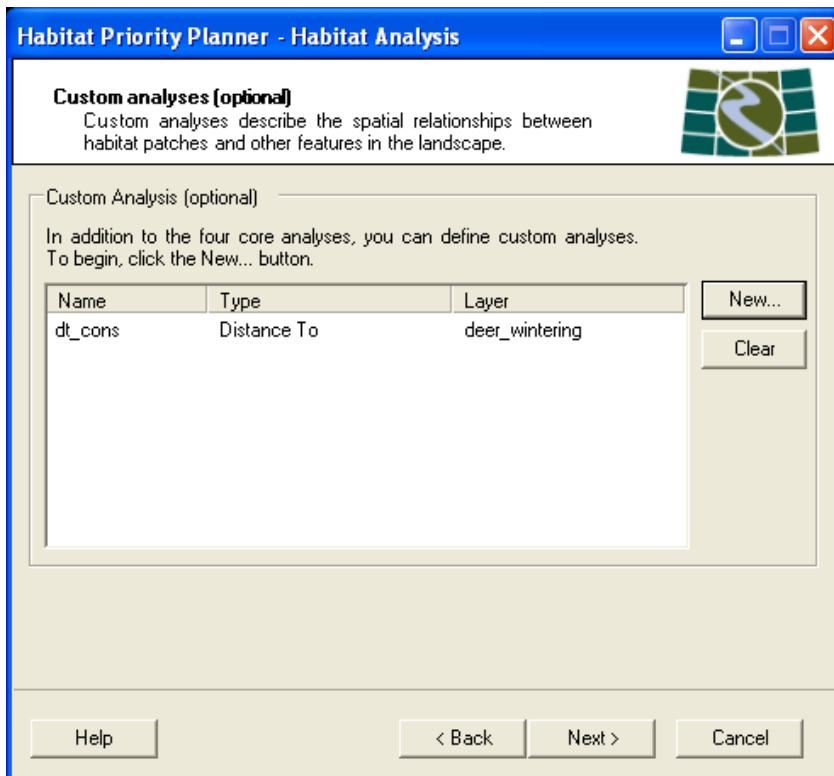 Habitat Priority Planner - Habitat Analysis
Custom analyses (optional)
Custom analyses describe the spatial relationships between
habitat patches and other features in the landscape.
Custom Analysis (optional)
In addition to the four core analyses, you can define custom analyses.
To begin, click the New... button.
Name Type Layer
dt_cons Distance To deer_wintering
New...
Clear
Help
< Back
Next >
Cancel